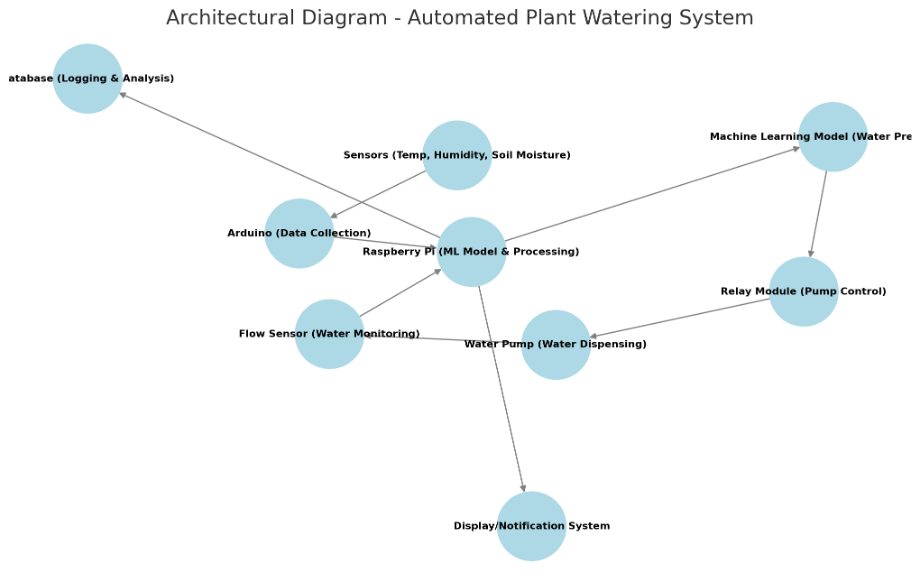 Architectural Diagram - Automated Plant Watering System
atabase (Logging & Analysis)
Machine Learning Model (Water Pre
Sensors (Temp, Humidity, Soil Moisture)
Arduino (Data Collection)
Raspberry Pi (ML Model & Processing)
Relay Module (Pump Control)
Flow Sensor (Water Monitoring)
Water Pump (Water Dispensing)
Display/Notification System